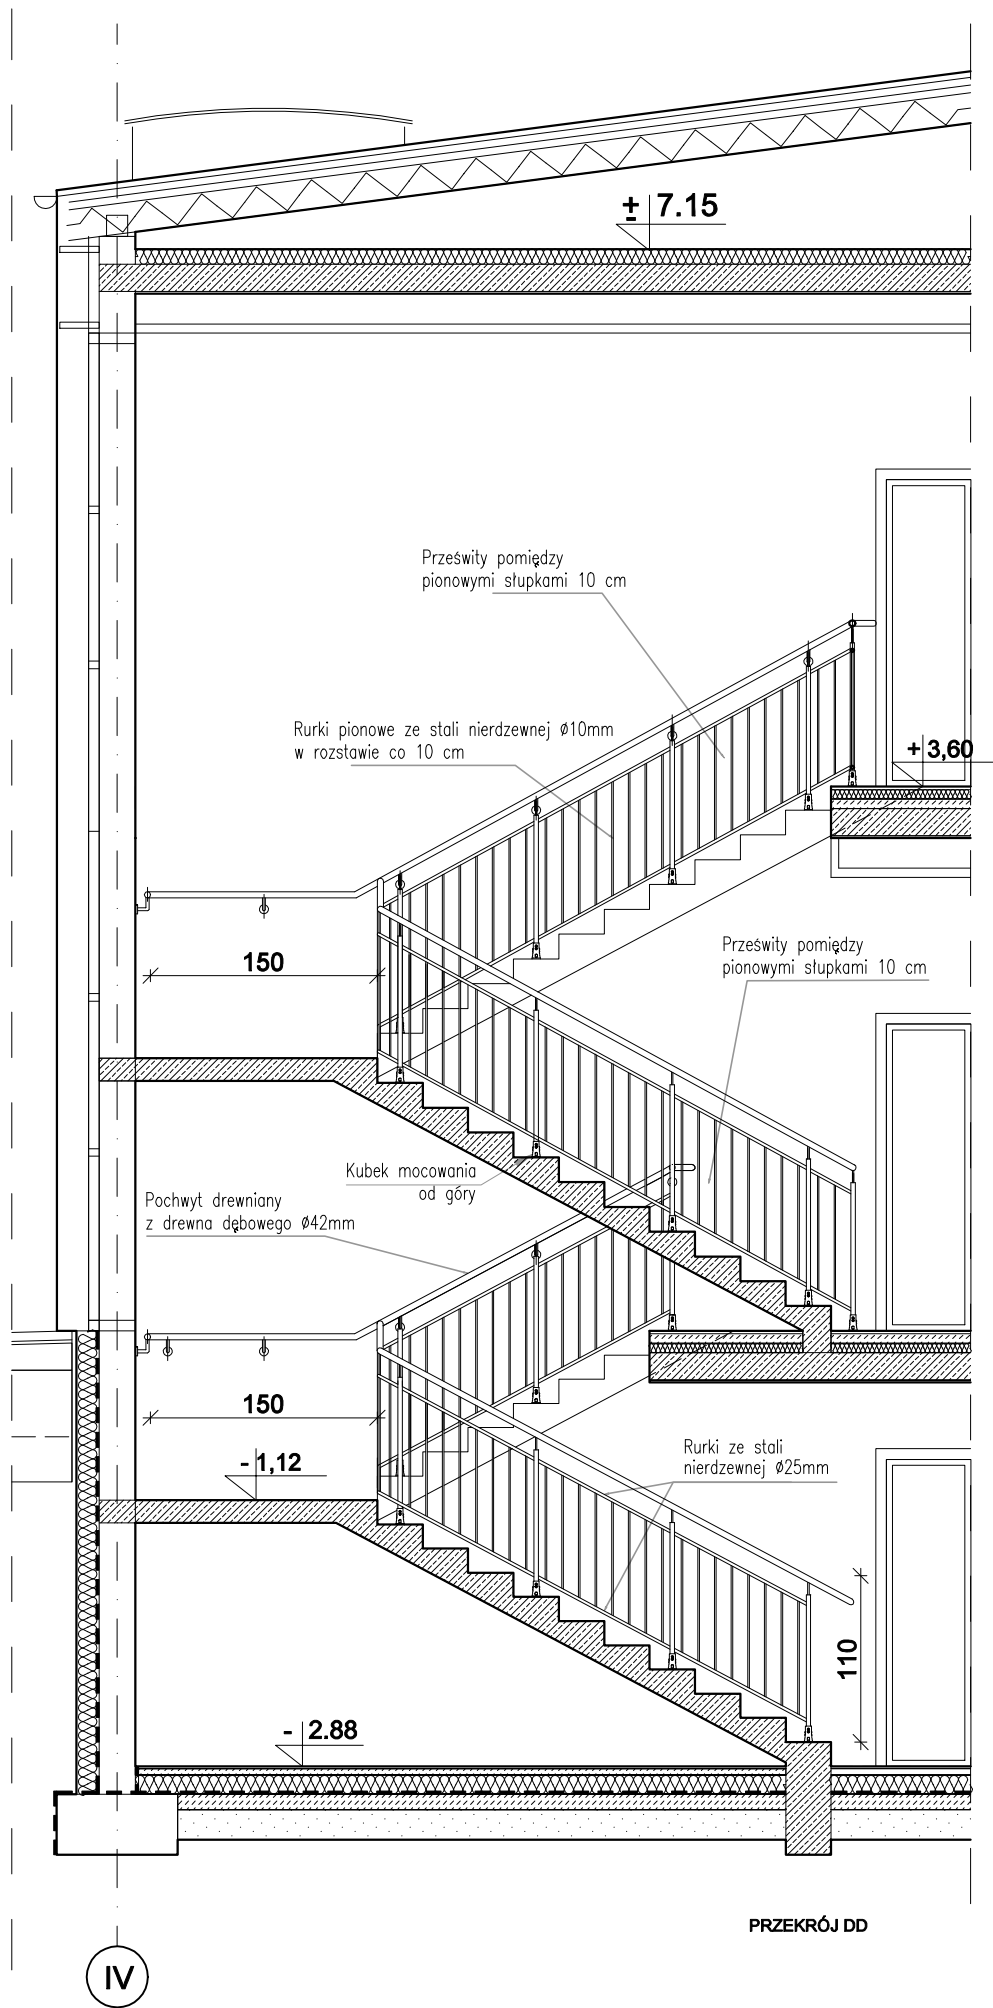 ± 7.15
Prześwity pomiędzy
pionowymi słupkami 10 cm
Rurki pionowe ze stali nierdzewnej Ø10mm
w rozstawie co 10 cm
+ 3,60
150
Prześwity pomiędzy
pionowymi słupkami 10 cm
Kubek mocowania
od góry
Pochwyt drewniany
z drewna dębowego Ø42mm
150
- 1,12
Rurki ze stali
nierdzewnej Ø25mm
110
- 2.88
PRZEKRÓJ DD
IV